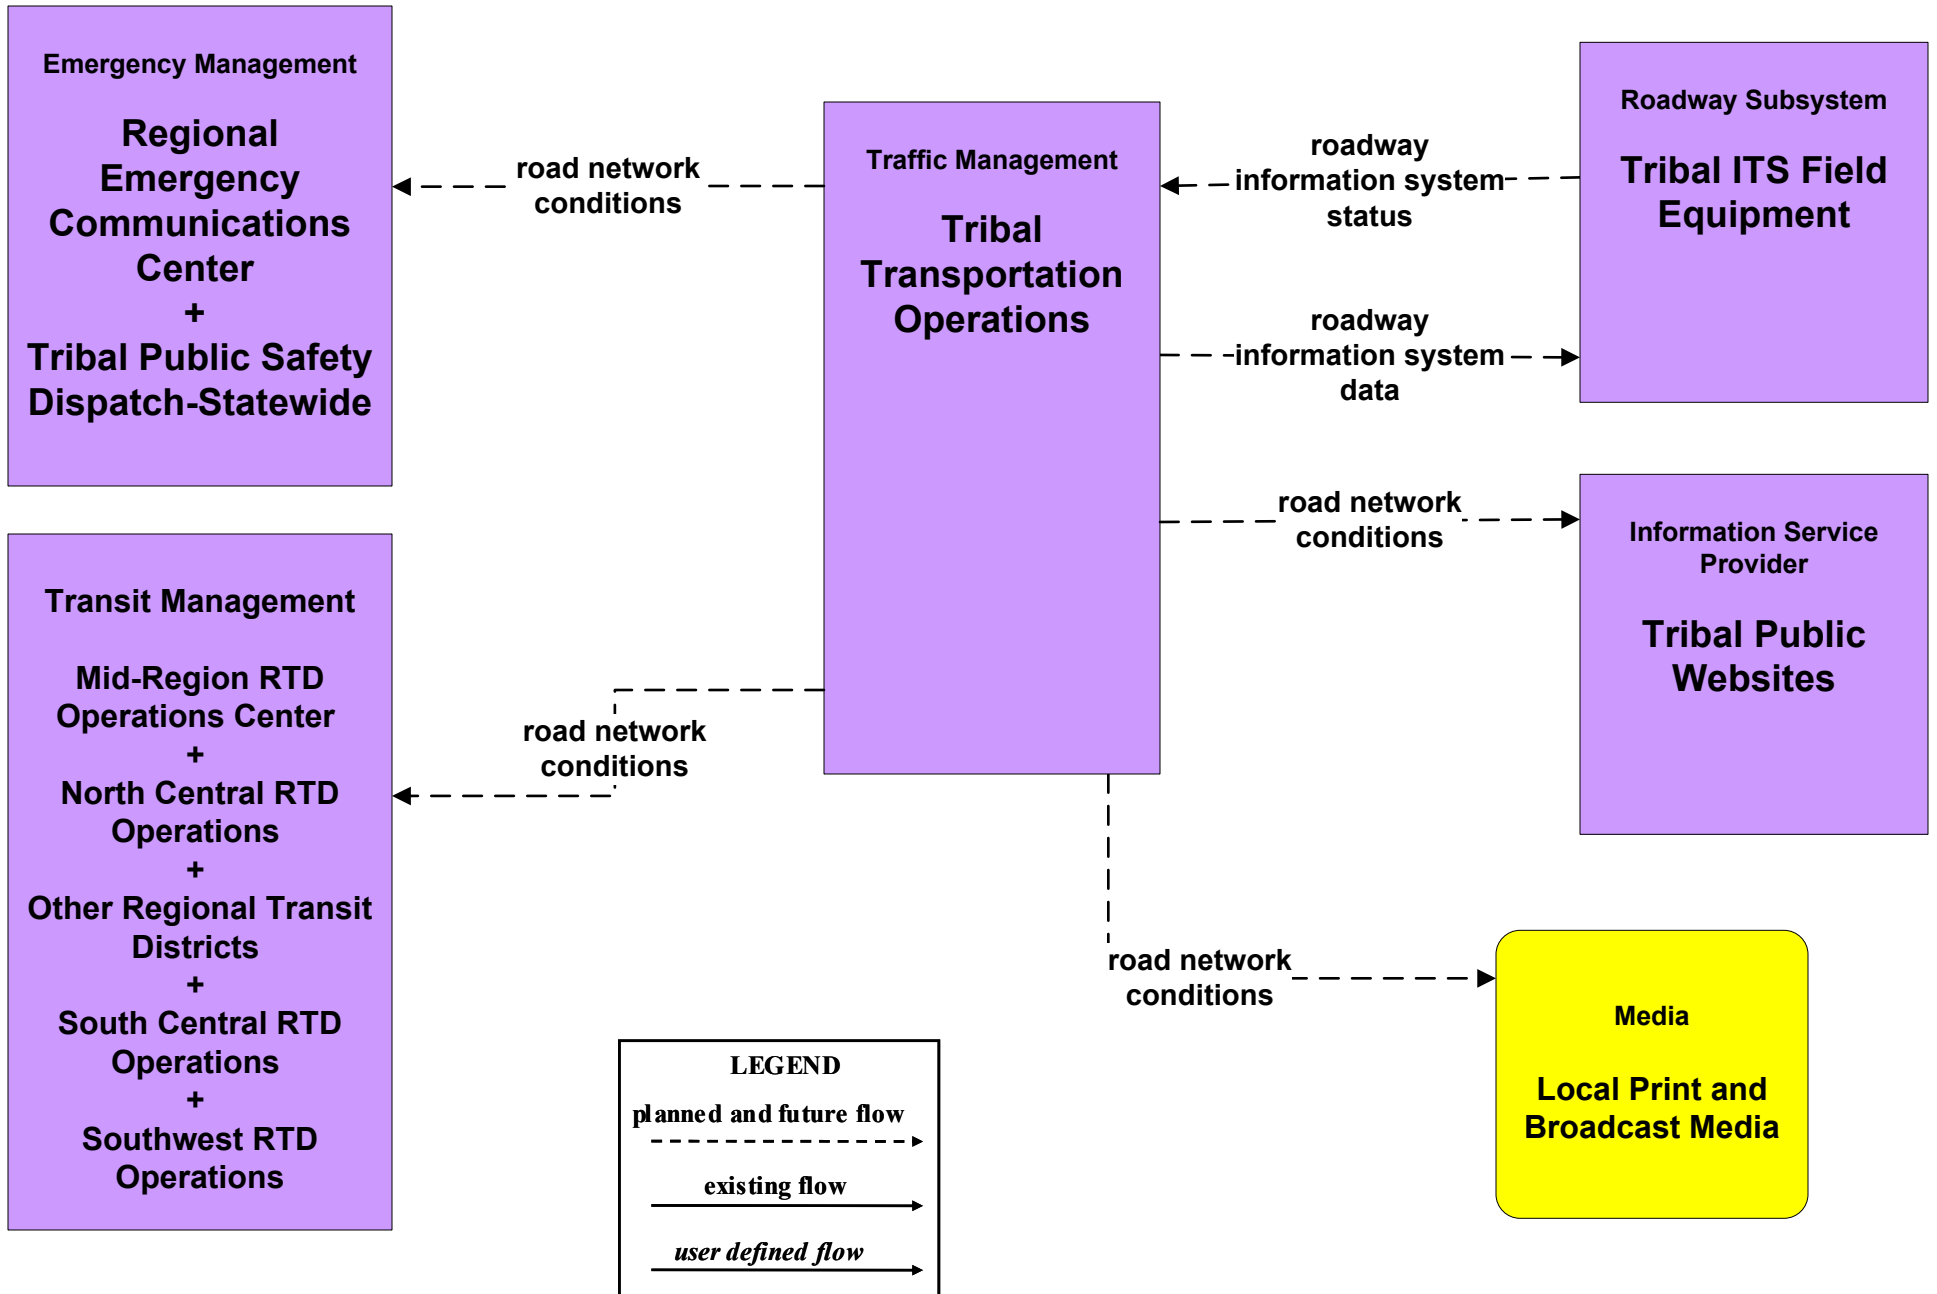 Emergency Management
Regional
Emergency
Communications
Center
+
Tribal Public Safety
Dispatch-Statewide
road network
conditions
Traffic Management
Tribal
Transportation
Operations
roadway
information system
status
roadway
information system
data
Roadway Subsystem
Tribal ITS Field
Equipment
road network
conditions
Information Service
Provider
Tribal Public
Websites
Transit Management
Mid-Region RTD
Operations Center
+
North Central RTD
Operations
+
Other Regional Transit
Districts
+
South Central RTD
Operations
+
Southwest RTD
Operations
road network
conditions
road network
conditions
Media
Local Print and
Broadcast Media
LEGEND
planned and future flow
existing flow
user defined flow